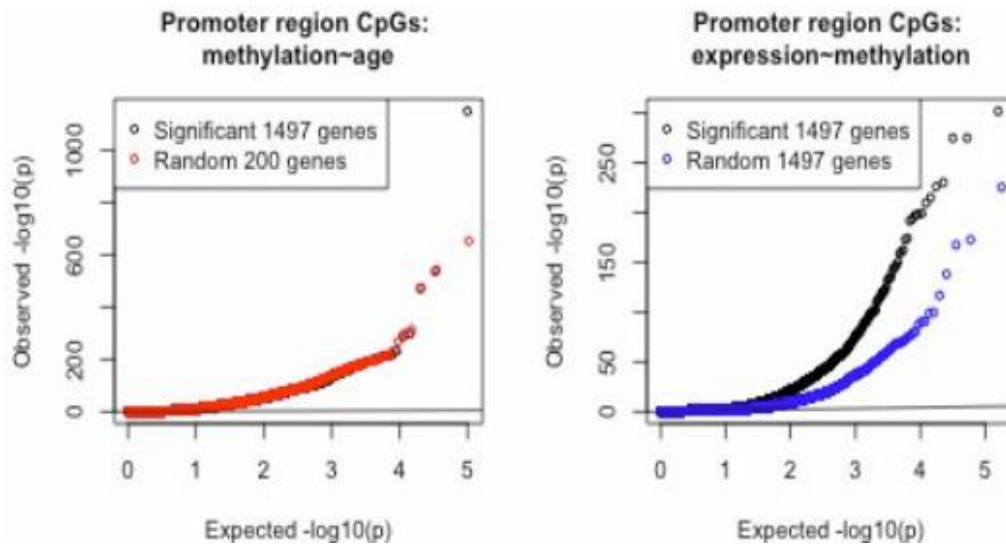 Promoter region CpGs:
methylation~age
Significant 1497 genes
Random 200 genes
Observed -log10(p)
0
200
600
1000
0 1 2 3 4 5
Expected -log10(p)
Promoter region CpGs:
expression~methylation
Significant 1497 genes
Random 1497 genes
Observed -log10(p)
0
50
150
250
0 1 2 3 4 5
Expected -log10(p)